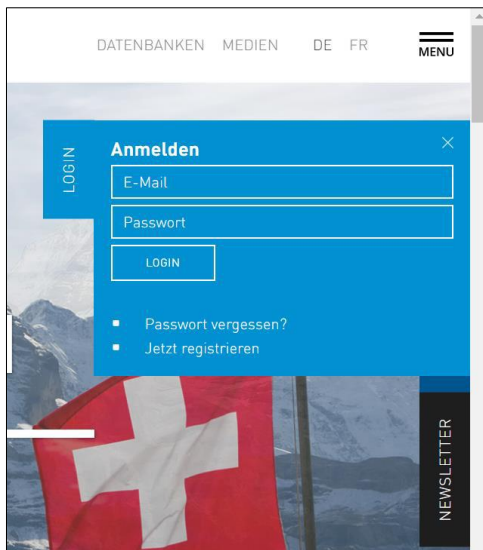 DATENBANKEN MEDIEN DE FR MENU
LOGIN
Anmelden
E-Mail
Passwort
LOGIN
Passwort vergessen?
Jetzt registrieren
NEWSLETTER